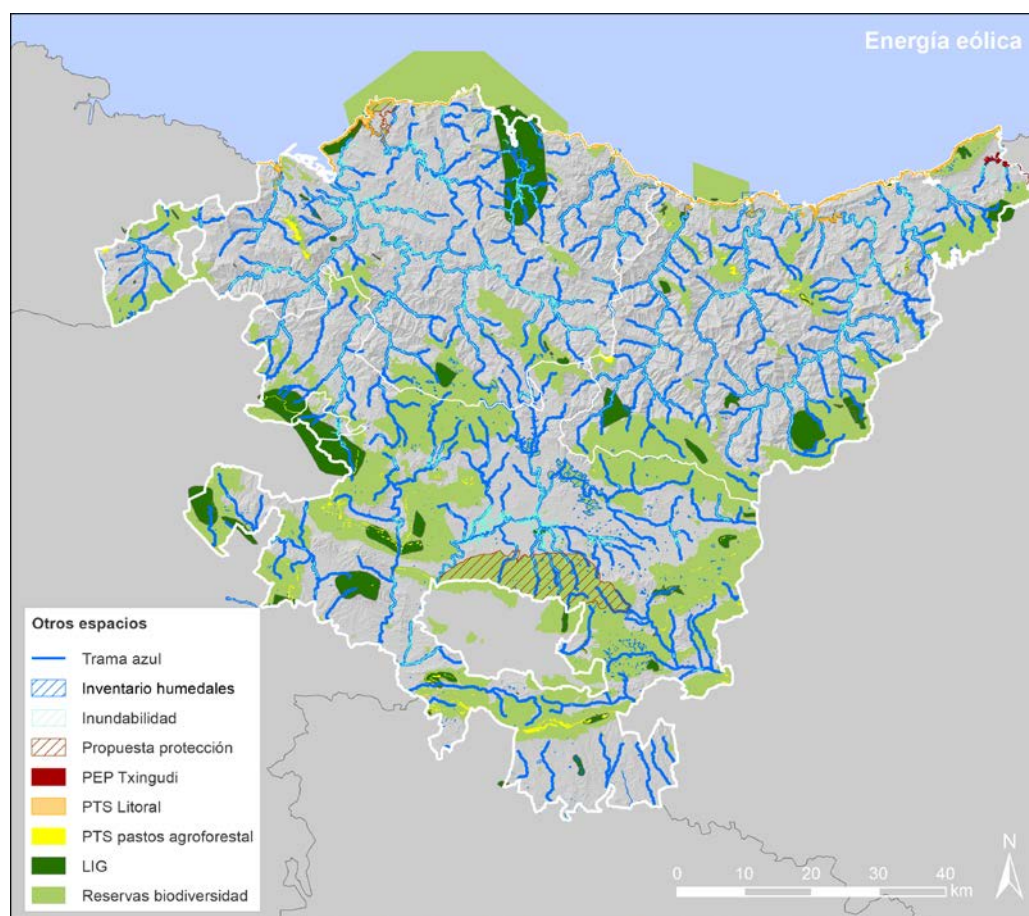 Energía eólica
Otros espacios
Trama azul
Inventario humedales
Inundabilidad
Propuesta protección
PEP Txingudi
PTS Litoral
PTS pastos agroforestal
LIG
Reservas biodiversidad
N
0 10 20 30 40
km